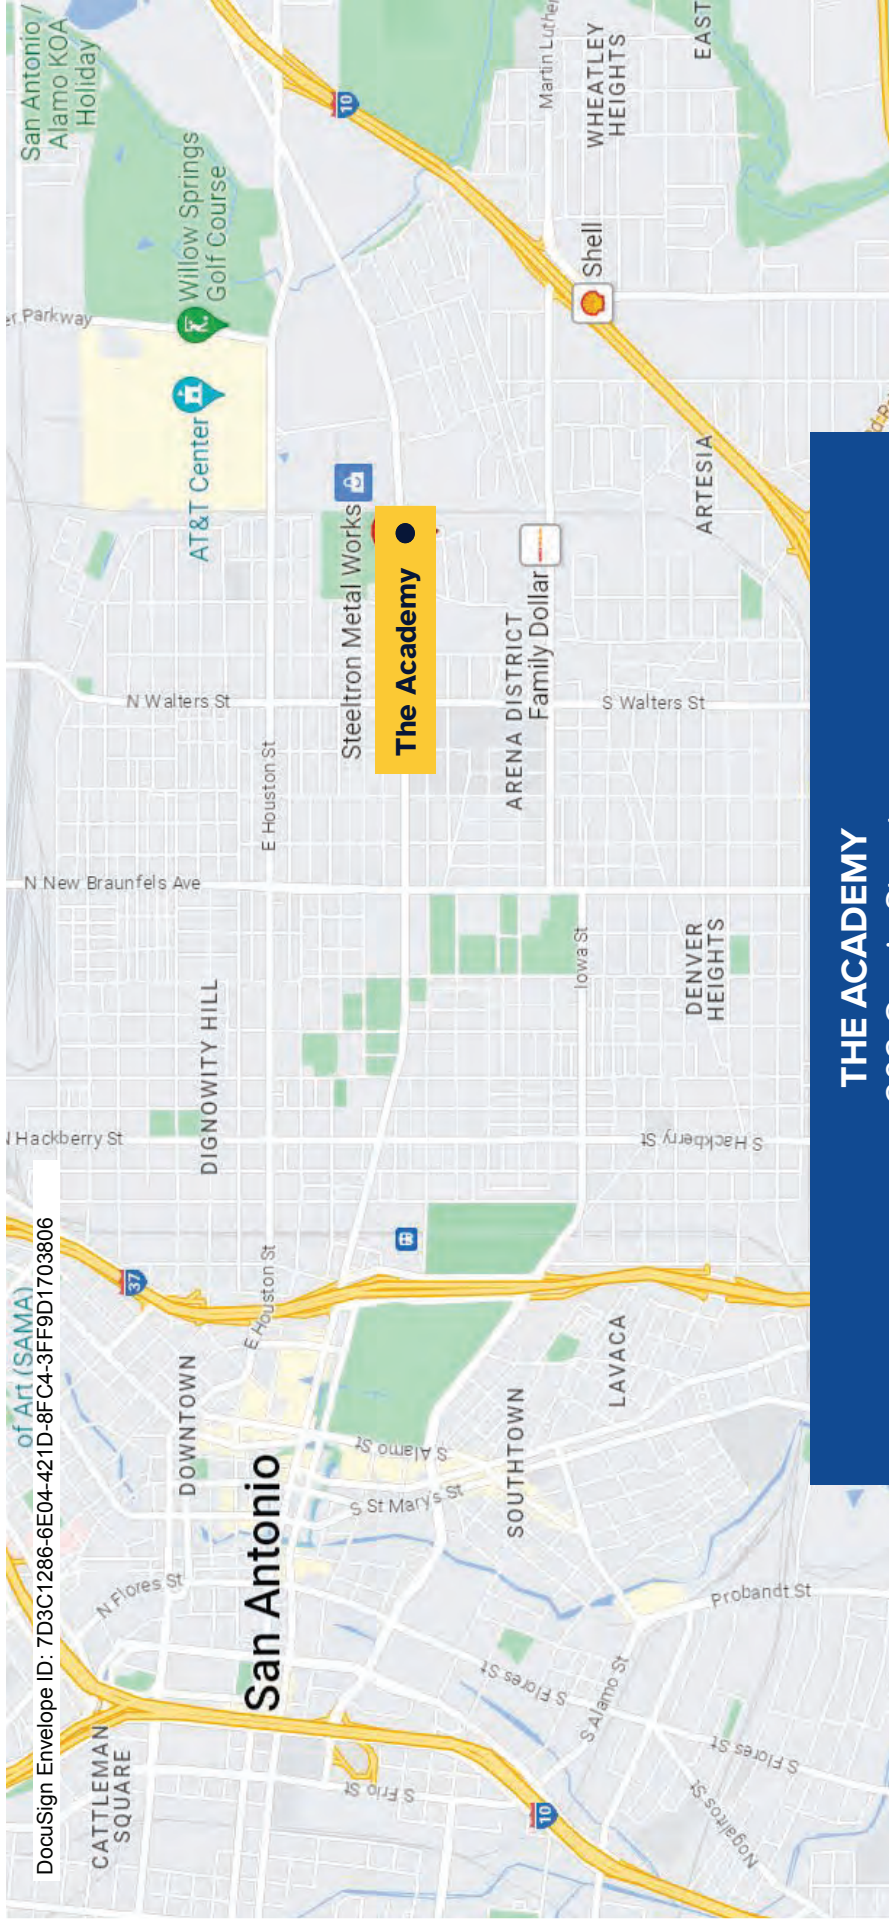 DocuSign Envelope ID: 7D3C1286-6E04-421D-8FC4-3FF9D1703806
of Art (SAMA)
San Antonio /
Alamo KOA
Holiday
N Hackberry St
N New Braunfels Ave
er Parkway
CATTLEMAN
SQUARE
N Flores St
37
DOWNTOWN
DIGNOWITY HILL
N Walters St
AT&T Center
Willow Springs
Golf Course
San Antonio
E Houston St
E Houston St
Steeltron Metal Works
10
S Frio St
S St Mary's St
S Alamo St
The Academy
SOUTHTOWN
ARENA DISTRICT
Family Dollar
Martin Luther
10
S Flores St
S Alamo St
LAVACA
Iowa St
Shell
WHEATLEY
HEIGHTS
S Hackberry St
S Walters St
Nogalitos St
S Flores St
Probandt St
DENVER
HEIGHTS
ARTESIA
EAST
THE ACADEMY